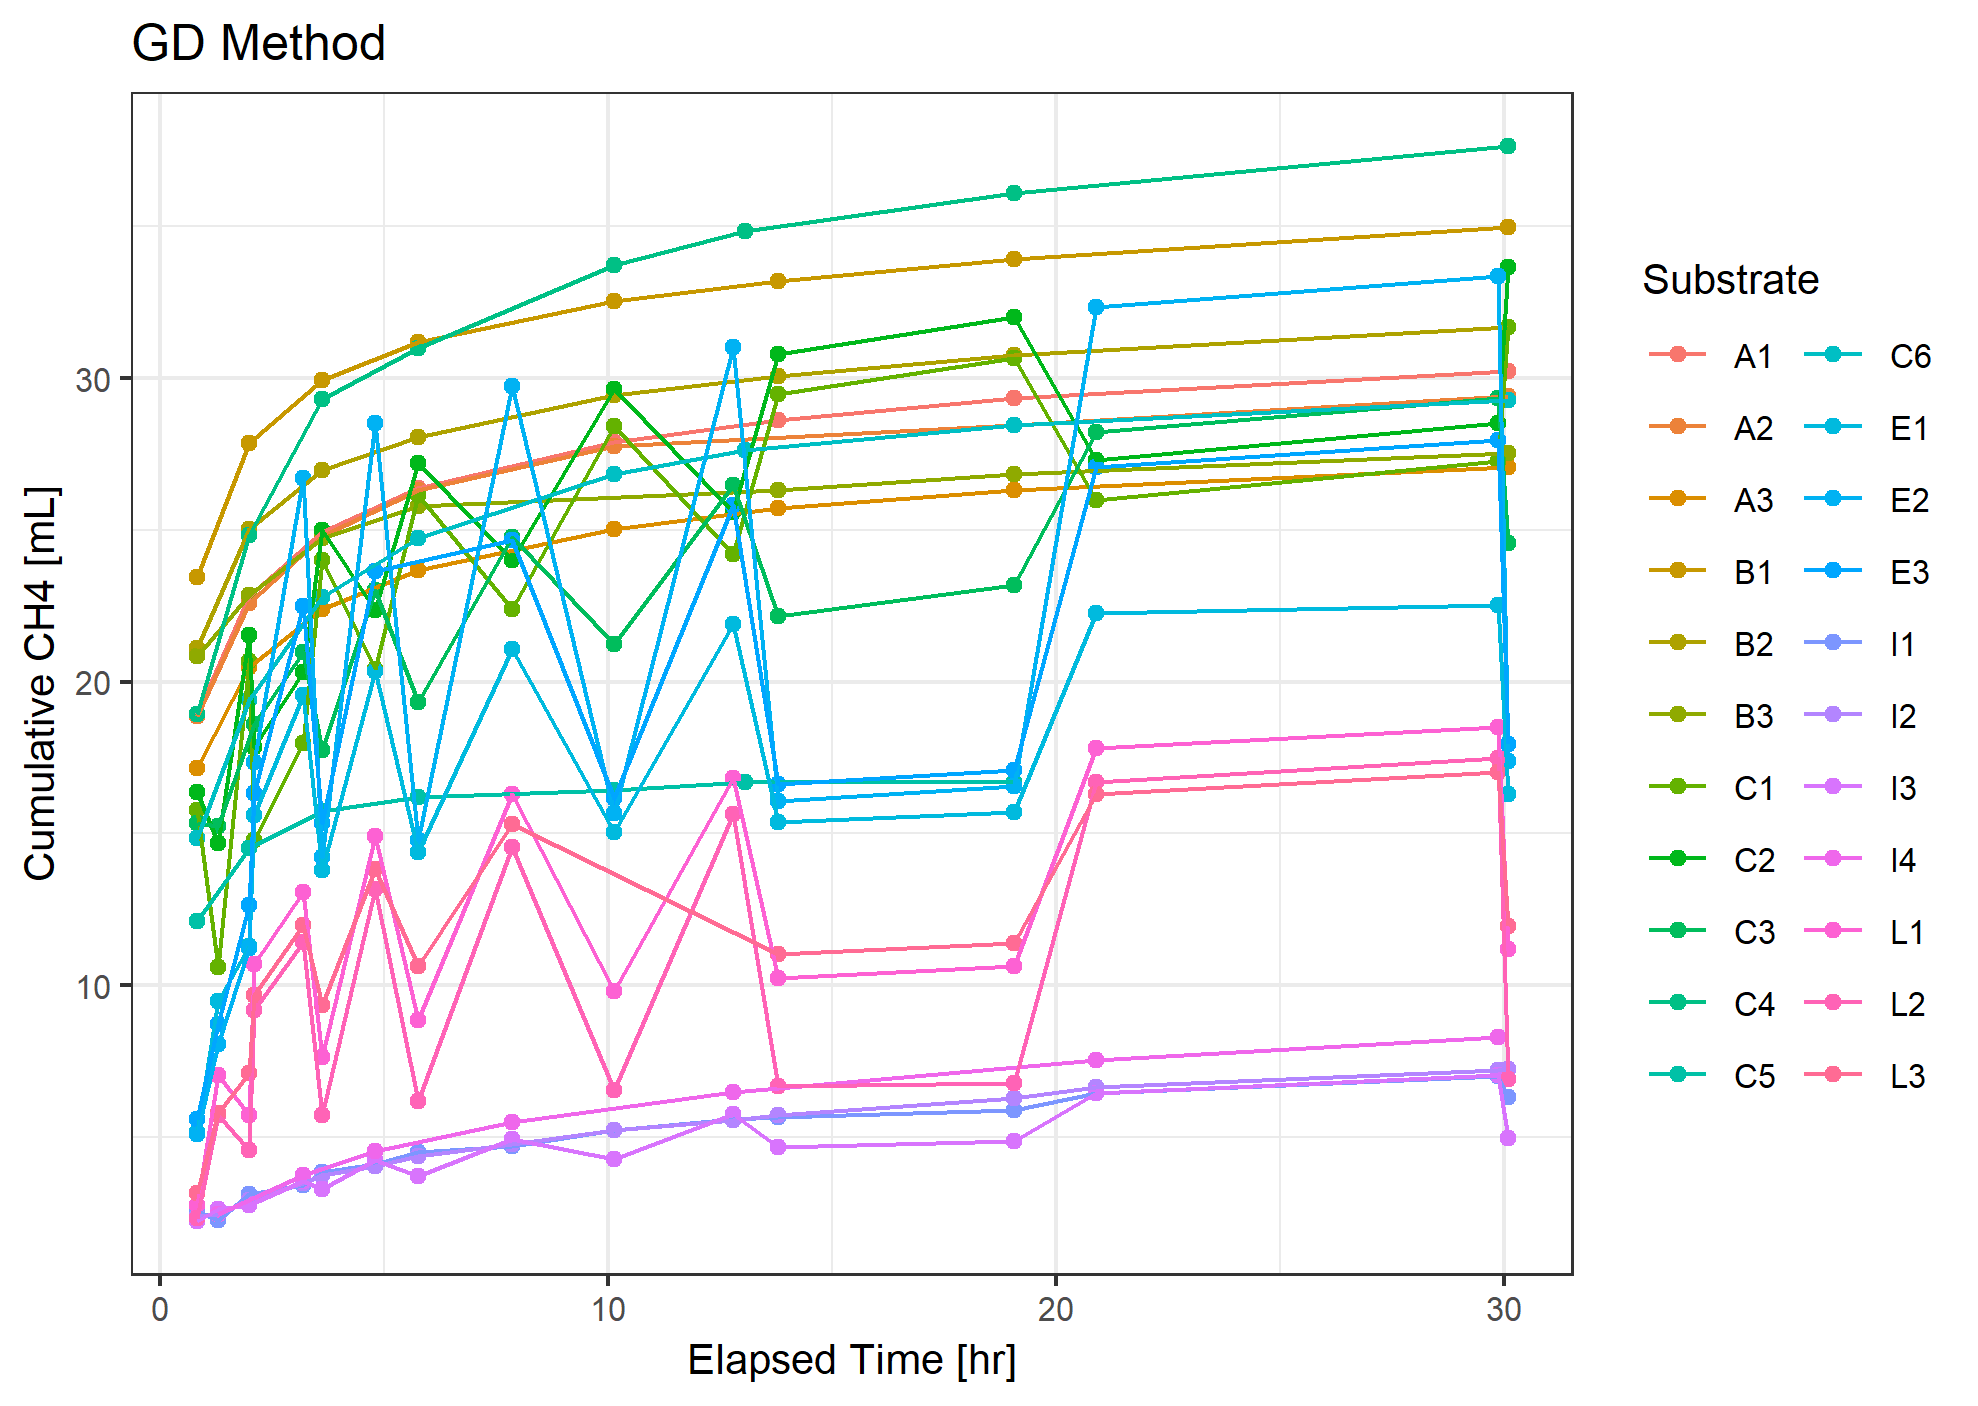 GD Method
Cumulative CH4 [mL]
30
20
10
0
10
20
30
Elapsed Time [hr]
Substrate
A1
A2
A3
B1
B2
B3
C1
C2
C3
C4
C5
C6
E1
E2
E3
I1
I2
I3
I4
L1
L2
L3